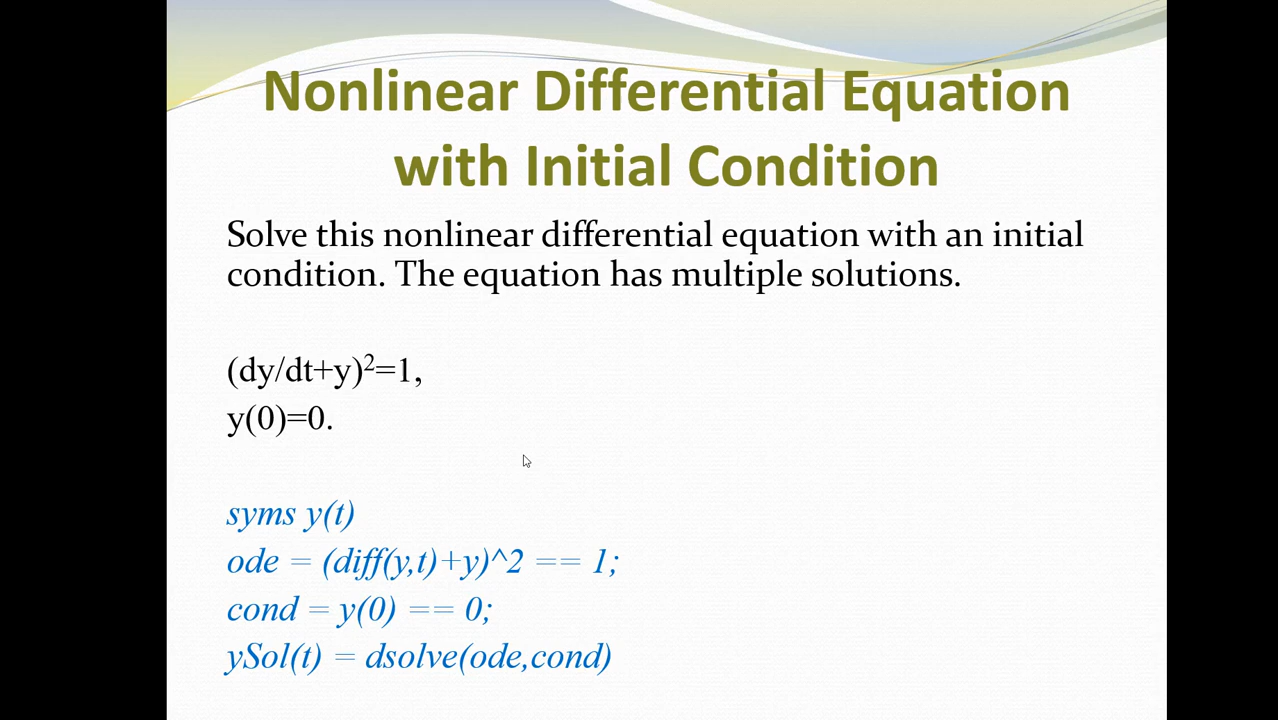 Nonlinear Differential Equation
with Initial Condition
Solve this nonlinear differential equation with an initial
condition. The equation has multiple solutions.
(dy/dt+y)²=1,
y(0)=0.
syms y(t)
ode = (diff(y,t)+y)^2 == 1;
cond = y(0) == 0;
ySol(t) = dsolve(ode,cond)